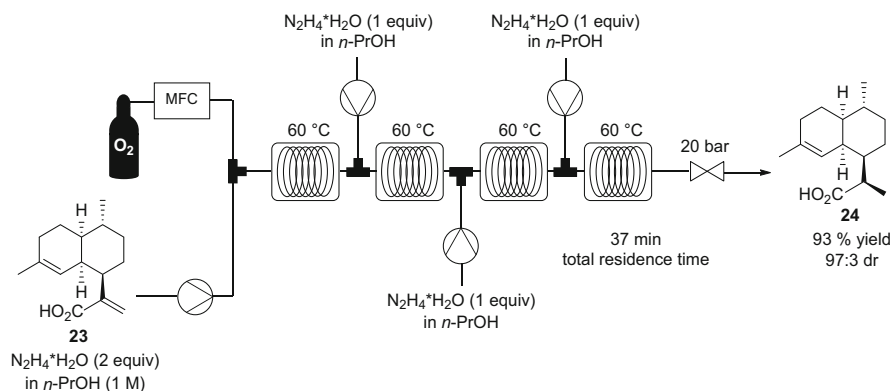 N₂H₄*H₂O (1 equiv)
in n-PrOH
N₂H₄*H₂O (1 equiv)
in n-PrOH
MFC
O₂
60 °C
60 °C
60 °C
60 °C
20 bar
H
H
HO₂C
23
N₂H₄*H₂O (2 equiv)
in n-PrOH (1 M)
N₂H₄*H₂O (1 equiv)
in n-PrOH
37 min
total residence time
H
H
HO₂C
24
93 % yield
97:3 dr